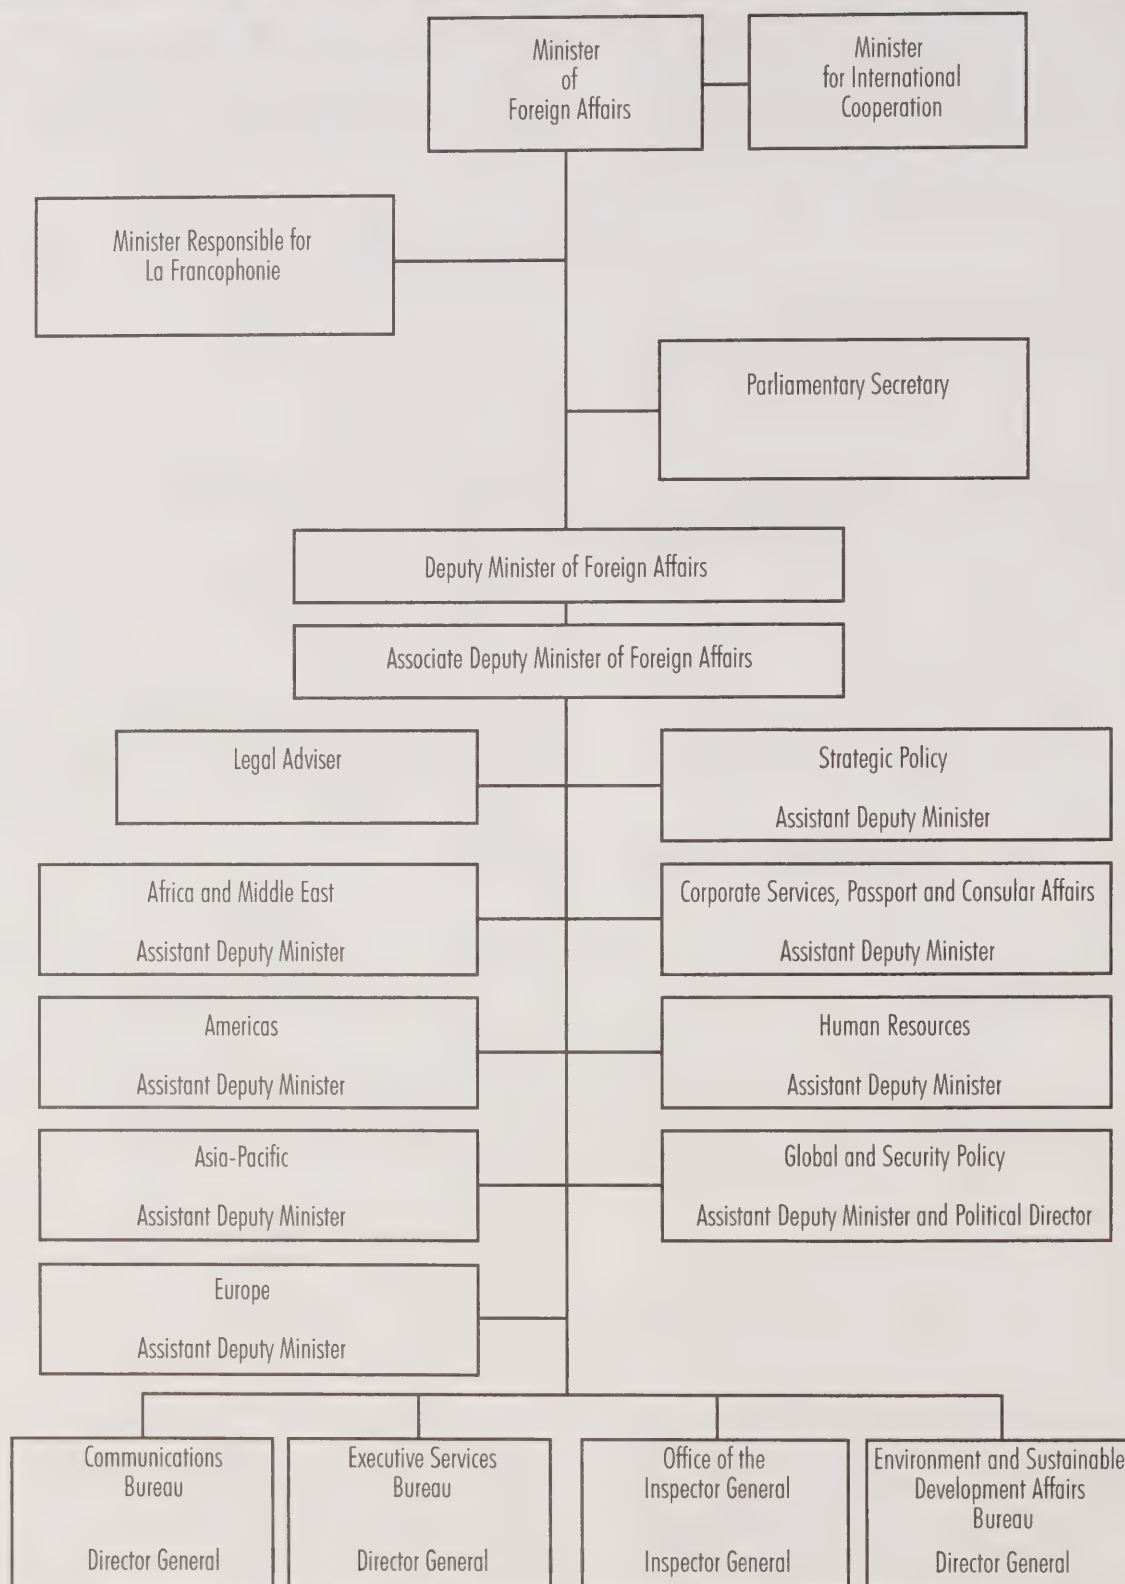 Minister
of
Foreign Affairs
Minister
for International
Cooperation
Minister Responsible for
La Francophonie
Parliamentary Secretary
Deputy Minister of Foreign Affairs
Associate Deputy Minister of Foreign Affairs
Legal Adviser
Strategic Policy
Assistant Deputy Minister
Africa and Middle East
Assistant Deputy Minister
Corporate Services, Passport and Consular Affairs
Assistant Deputy Minister
Americas
Assistant Deputy Minister
Human Resources
Assistant Deputy Minister
Asia-Pacific
Assistant Deputy Minister
Global and Security Policy
Assistant Deputy Minister and Political Director
Europe
Assistant Deputy Minister
Communications
Bureau
Director General
Executive Services
Bureau
Director General
Office of the
Inspector General
Inspector General
Environment and Sustainable
Development Affairs
Bureau
Director General